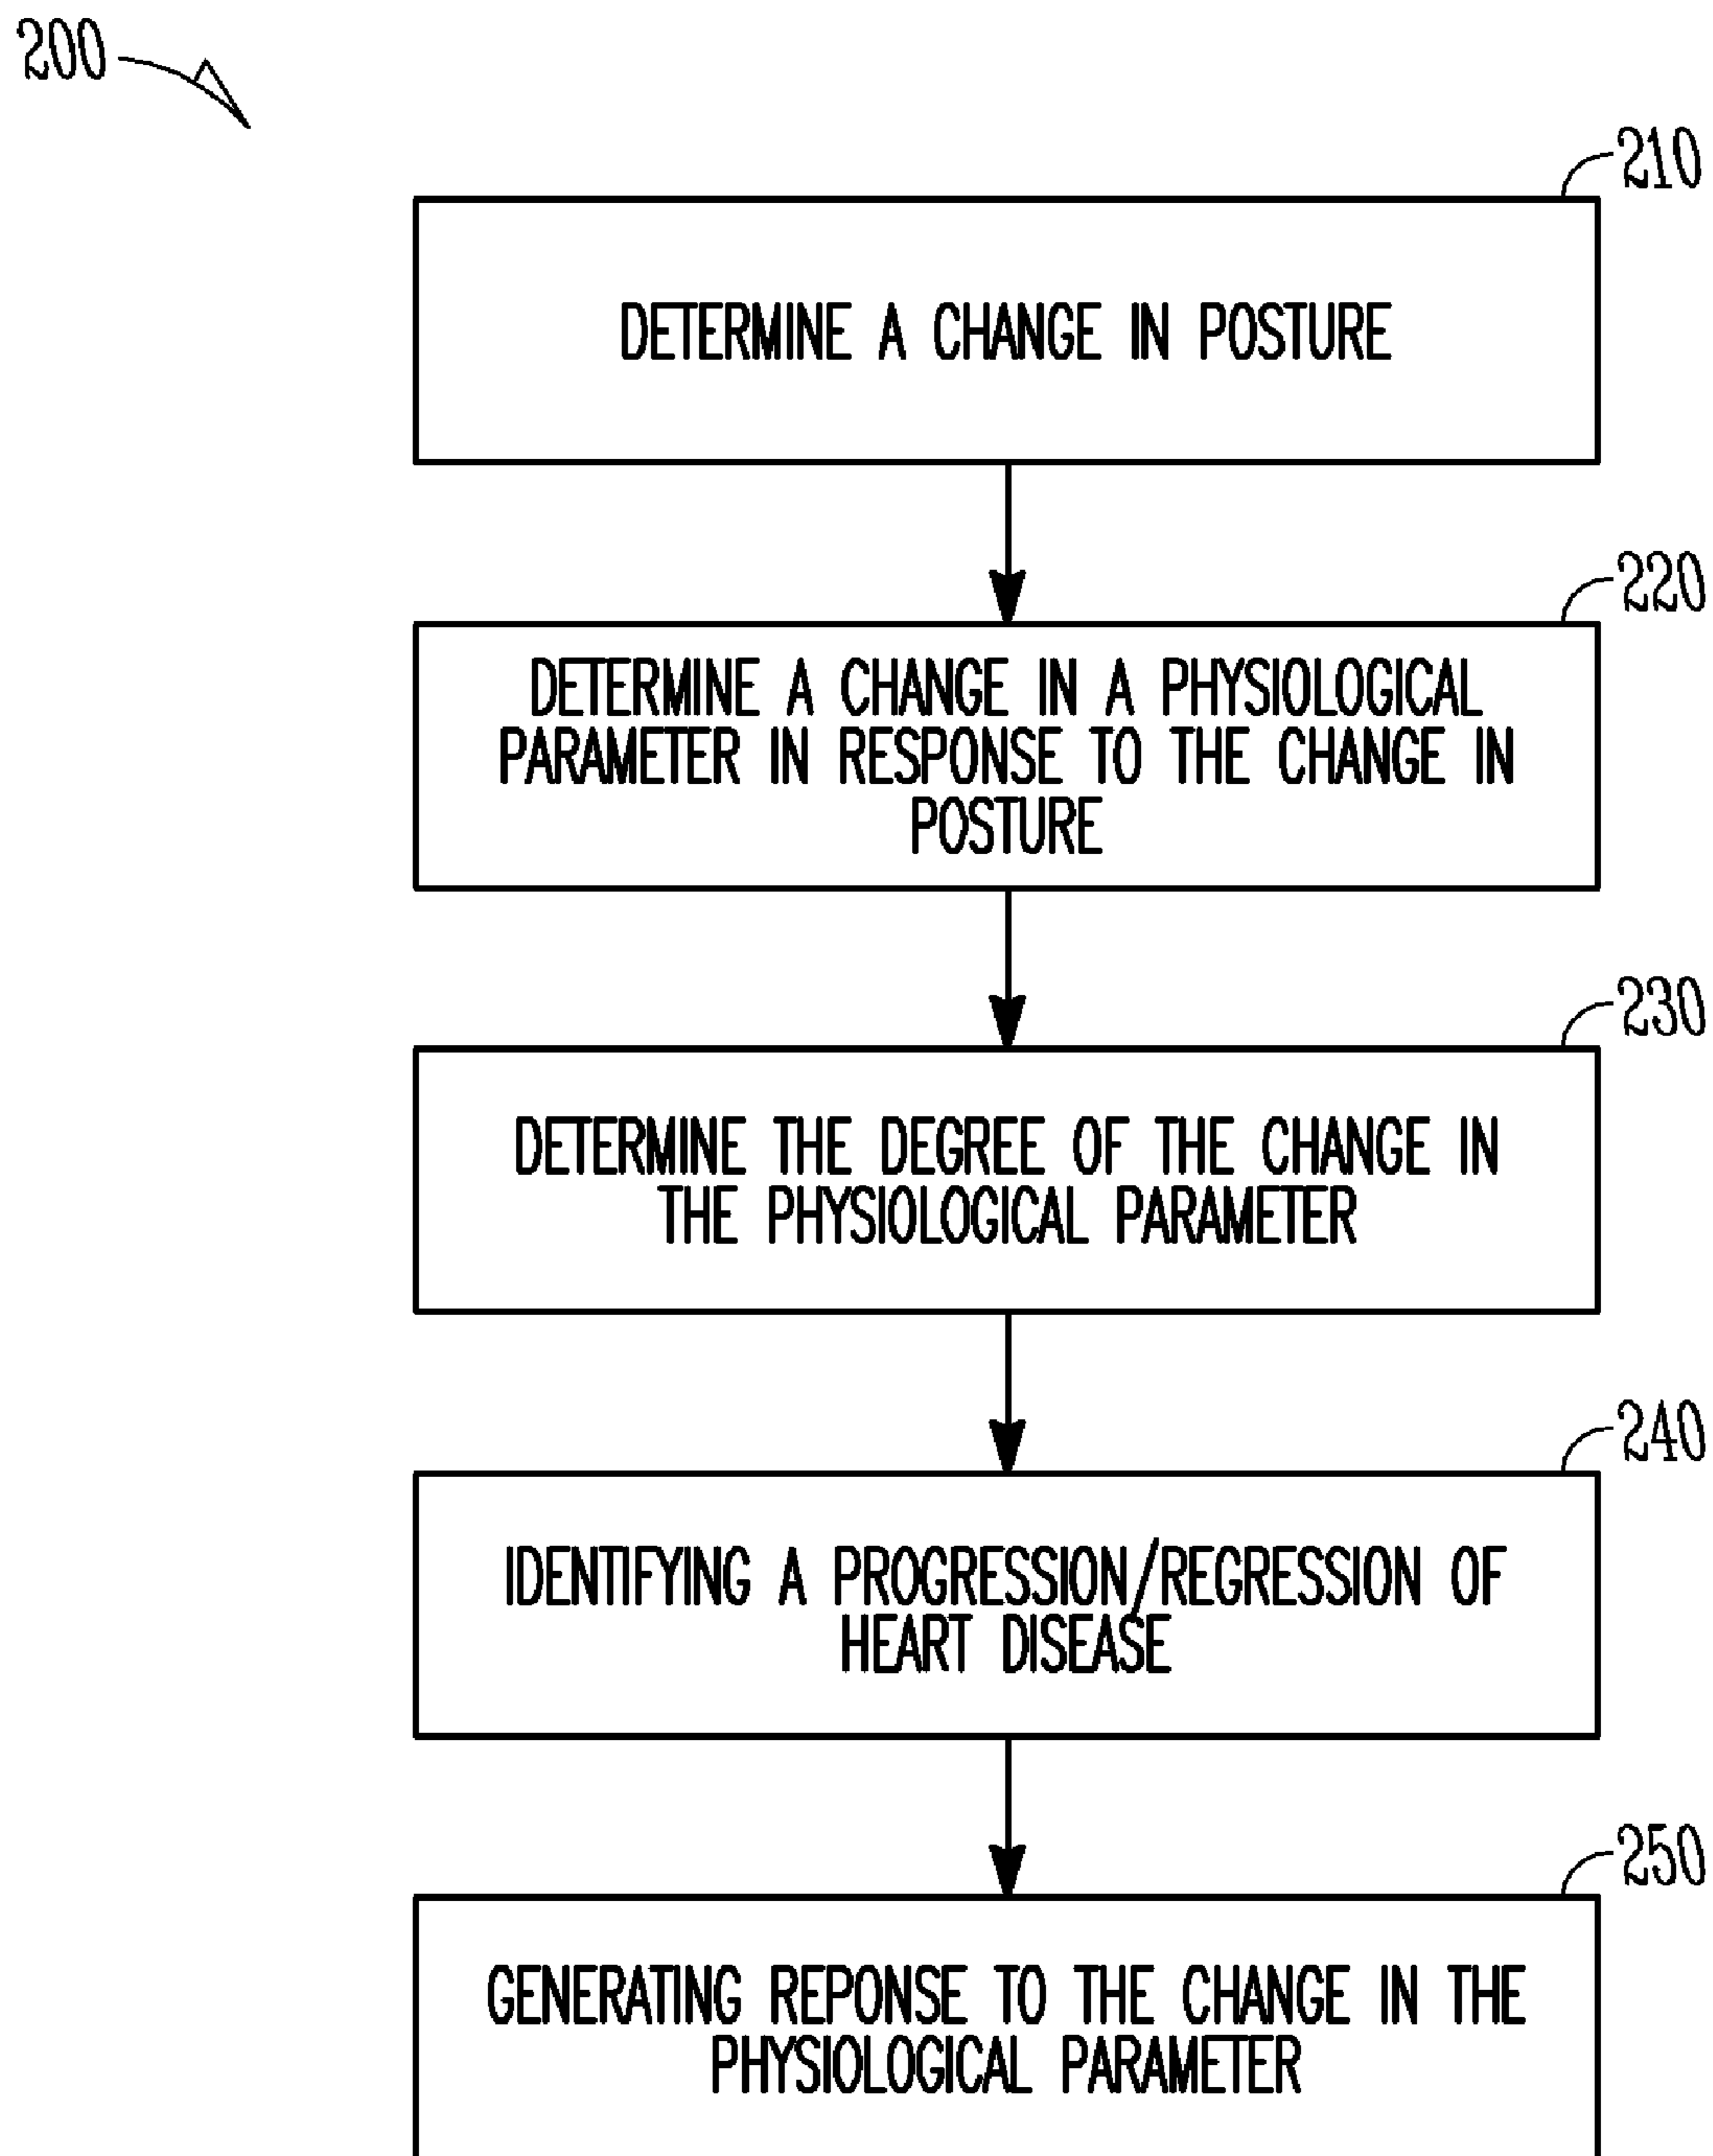 200
210
DETERMINE A CHANGE IN POSTURE
220
DETERMINE A CHANGE IN A PHYSIOLOGICAL
PARAMETER IN RESPONSE TO THE CHANGE IN
POSTURE
230
DETERMINE THE DEGREE OF THE CHANGE IN
THE PHYSIOLOGICAL PARAMETER
240
IDENTIFYING A PROGRESSION/REGRESSION OF
HEART DISEASE
250
GENERATING REPONSE TO THE CHANGE IN THE
PHYSIOLOGICAL PARAMETER